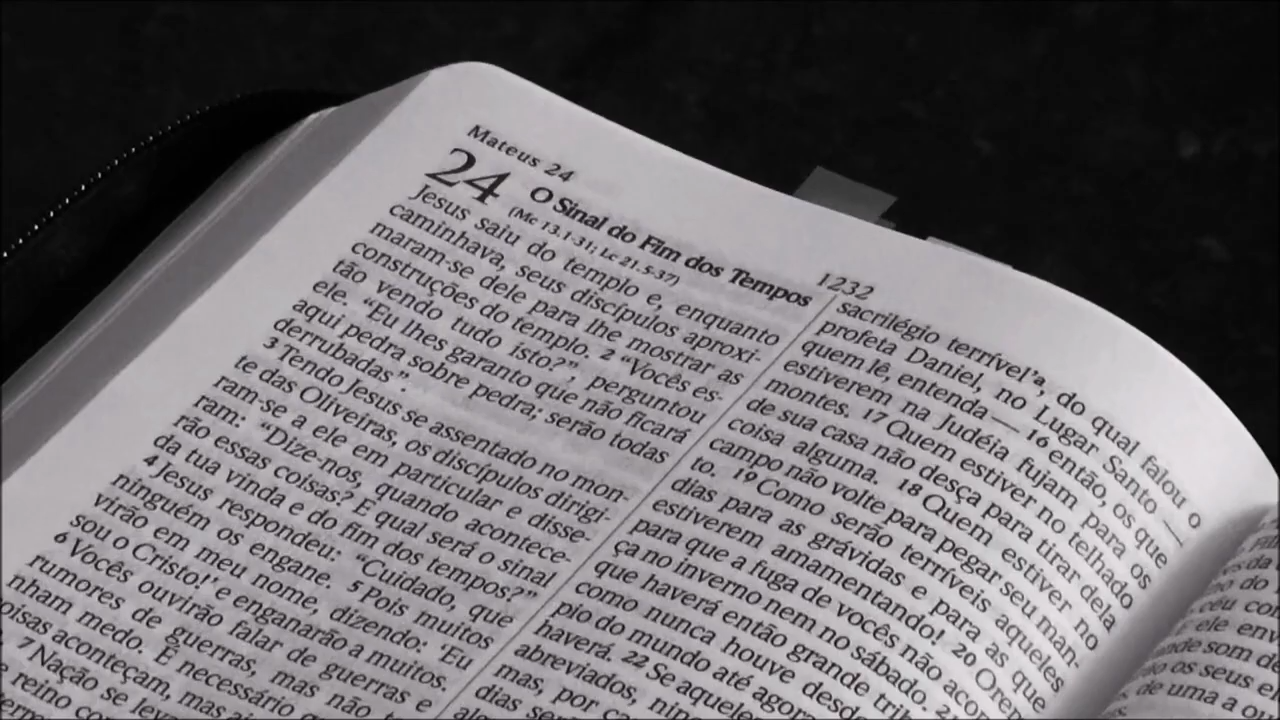 Mateus 24
1232
24 O Sinal do Fim dos Tempos
(Mc 13.1-31; Lc 21.5-37)
Jesus saiu do templo e, enquanto
caminhava, seus discípulos aproxi-
maram-se dele para lhe mostrar as
construções do templo. 2 “Vocês es-
tão vendo tudo isto?”, perguntou
ele. “Eu lhes garanto que não ficará
aqui pedra sobre pedra; serão todas
derrubadas”.
3 Tendo Jesus se assentado no mon-
te das Oliveiras, os discípulos dirigi-
ram-se a ele em particular e disse-
ram: “Dize-nos, quando acontece-
rão essas coisas? E qual será o sinal
da tua vinda e do fim dos tempos?”
4 Jesus respondeu: “Cuidado, que
ninguém os engane. 5 Pois muitos
virão em meu nome, dizendo: ‘Eu
sou o Cristo!’ e enganarão a muitos.
6 Vocês ouvirão falar de guerras e
rumores de guerras, mas não
nham medo. É necessário
oisas aconteçam, mas
7 Nação se leva
reino
sacrilégio terrível’a, do qual falou o
profeta Daniel, no Lugar Santo —
quem lê, entenda — 16 então, os que
estiverem na Judéia fujam para os
montes. 17 Quem estiver no telhado
de sua casa não desça para tirar dela
coisa alguma. 18 Quem estiver no
campo não volte para pegar seu man-
to. 19 Como serão terríveis aqueles
dias para as grávidas e para as que
estiverem amamentando! 20 Orem
para que a fuga de vocês não acon
ça no inverno nem no sábado.
que haverá então grande trib
como nunca houve desd
pio do mundo até agora
haverá. 22 Se aqueles
abreviados,
mas, por
dias